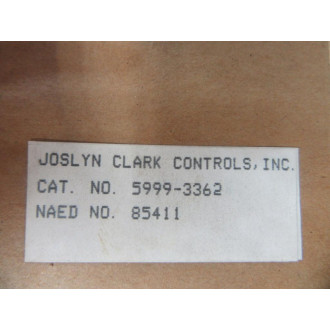 JOSLYN CLARK CONTROLS, INC.
CAT. NO. 5999-3362
NAED NO. 85411